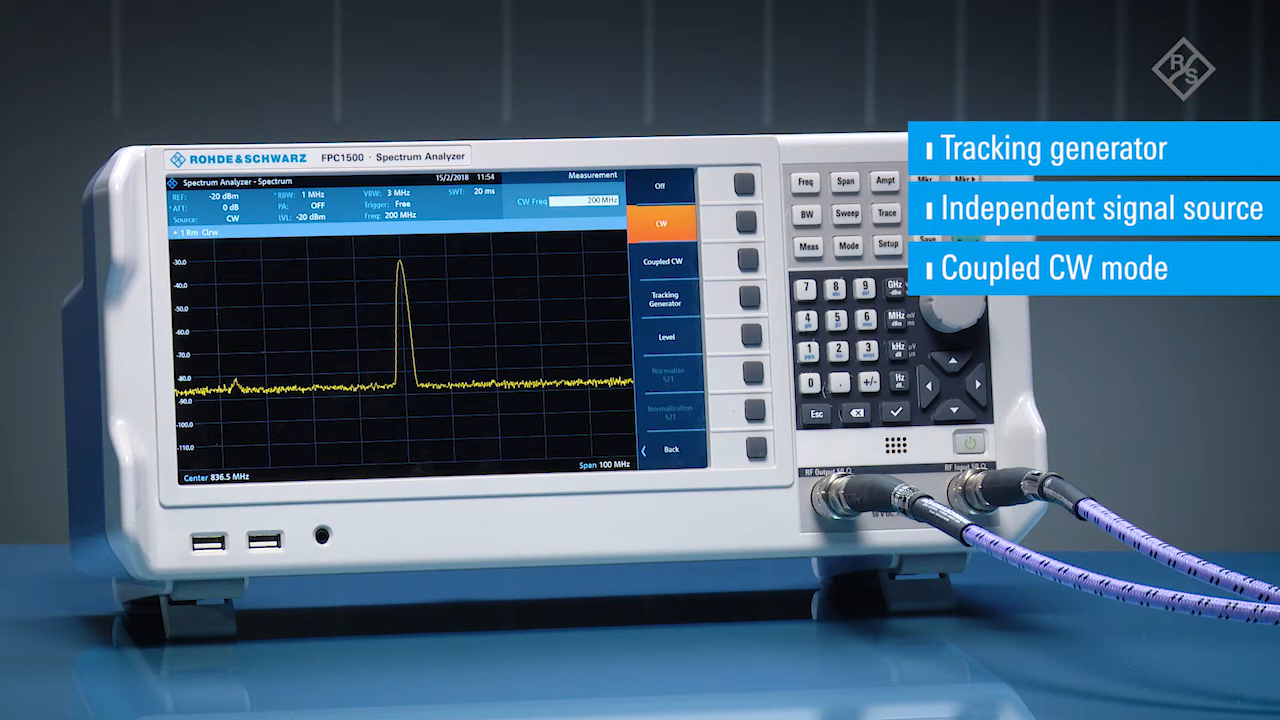 R S
Tracking generator
Independent signal source
Coupled CW mode
ROHDE&SCHWARZ FPC1500 · Spectrum Analyzer
Spectrum Analyzer - Spectrum 15/2/2018 11:54 Measurement
REF: -20 dBm RBW: 1 MHz VBW: 3 MHz SWT: 20 ms
ATT: 0 dB PA: OFF Trigger: Free CW Freq 200 MHz
Source: CW LVL: -20 dBm Freq: 200 MHz
1 Rm Clrw
-30.0
-40.0
-50.0
-60.0
-70.0
-80.0
-90.0
-100.0
-110.0
Center 836.5 MHz Span 100 MHz
Off
CW
Coupled CW
Tracking
Generator
Level
Normalize
S21
Normalization
S21
Back
Freq Span Ampt
BW Sweep Trace
Meas Mode Setup
7 8 9 GHz
4 5 6 MHz
1 2 3 kHz
0 . +/- Hz
Esc
RF Output 50 Ω RF Input 50 Ω